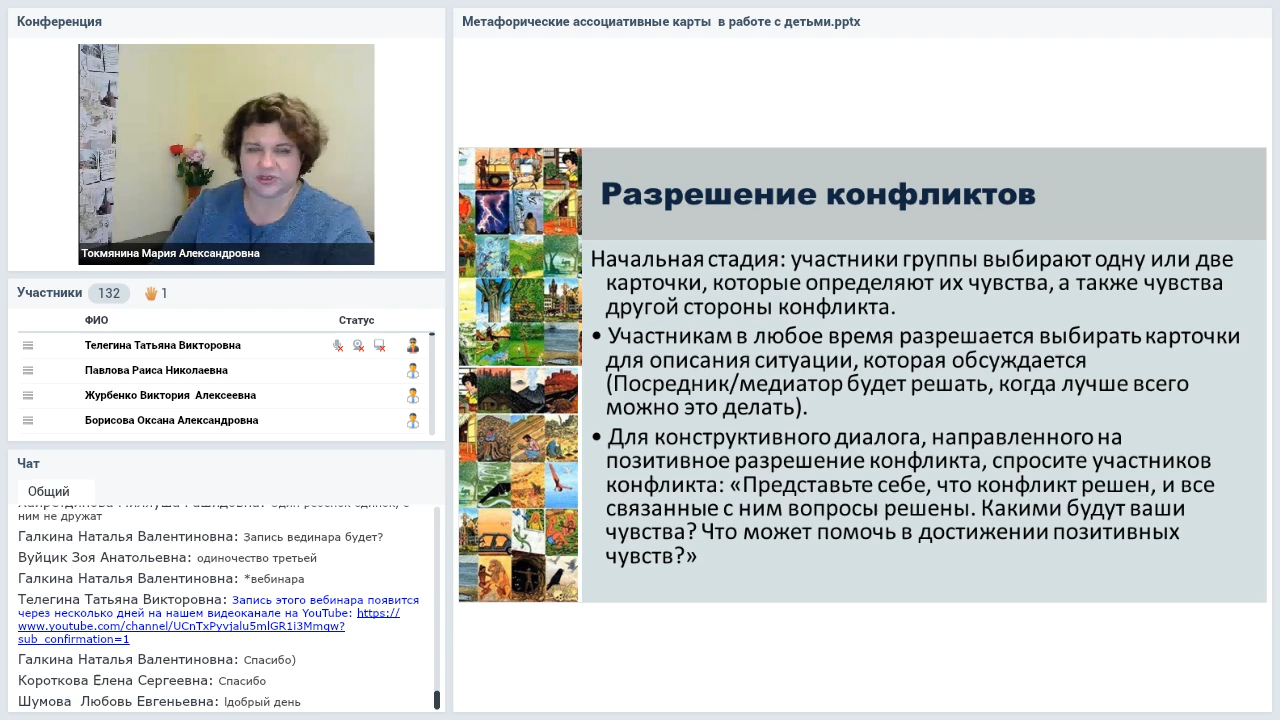 Конференция
Токмянина Мария Александровна
Участники 132 1
ФИО Статус
Телегина Татьяна Викторовна
Павлова Раиса Николаевна
Журбенко Виктория Алексеевна
Борисова Оксана Александровна
Чат
Общий
ним не дружат
Галкина Наталья Валентиновна: Запись вединара будет?
Вуйцик Зоя Анатольевна: одиночество третьей
Галкина Наталья Валентиновна: *вебинара
Телегина Татьяна Викторовна: Запись этого вебинара появится
через несколько дней на нашем видеоканале на YouTube: https://
www.youtube.com/channel/UCnTxPyvjalu5mlGR1i3Mmqw?
sub_confirmation=1
Галкина Наталья Валентиновна: Спасибо)
Короткова Елена Сергеевна: Спасибо
Шумова Любовь Евгеньевна: lдобрый день
Метафорические ассоциативные карты в работе с детьми.pptx
Разрешение конфликтов
Начальная стадия: участники группы выбирают одну или две
карточки, которые определяют их чувства, а также чувства
другой стороны конфликта.
• Участникам в любое время разрешается выбирать карточки
для описания ситуации, которая обсуждается
(Посредник/медиатор будет решать, когда лучше всего
можно это делать).
• Для конструктивного диалога, направленного на
позитивное разрешение конфликта, спросите участников
конфликта: «Представьте себе, что конфликт решен, и все
связанные с ним вопросы решены. Какими будут ваши
чувства? Что может помочь в достижении позитивных
чувств?»